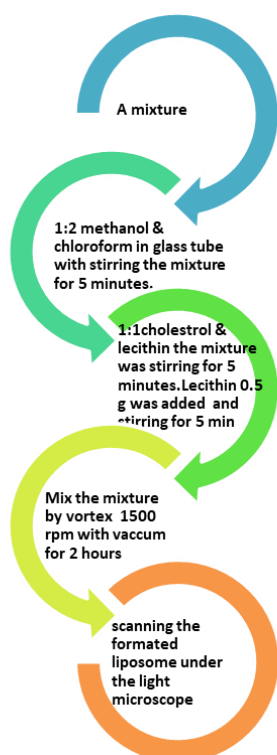 A mixture
1:2 methanol &
chloroform in glass tube
with stirring the mixture
for 5 minutes.
1:1cholestrol &
lecithin the mixture
was stirring for 5
minutes.Lecithin 0.5
g was added and
stirring for 5 min
Mix the mixture
by vortex 1500
rpm with vaccum
for 2 hours
scanning the
formated
liposome under
the light
microscope